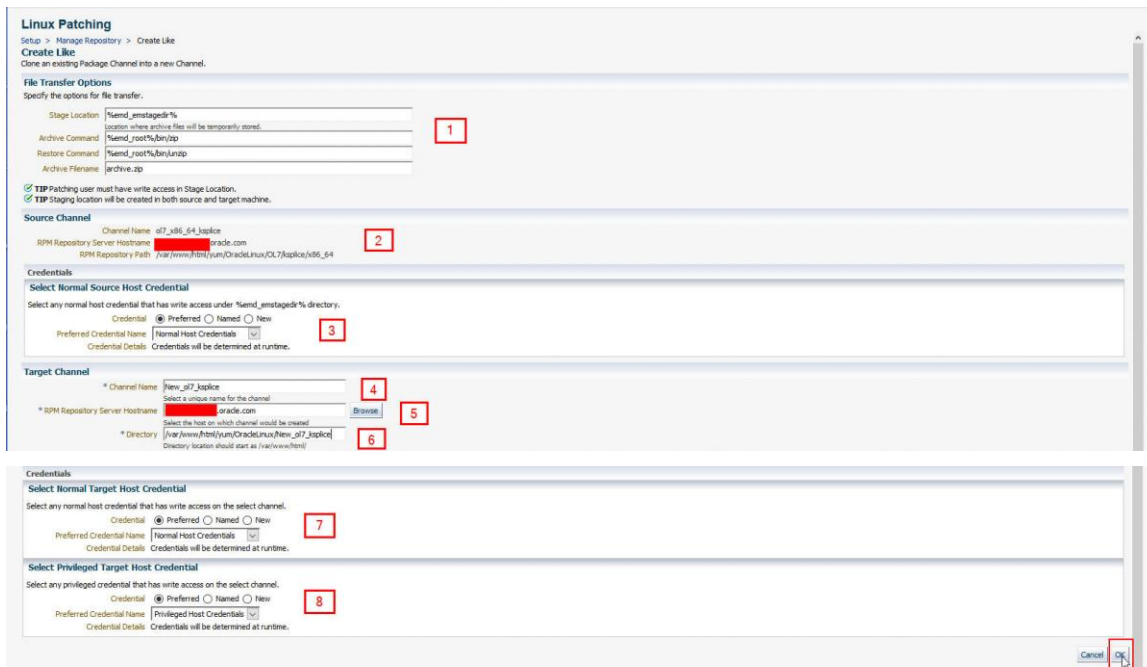 Linux Patching
Setup > Manage Repository > Create Like
Create Like
Clone an existing Package Channel into a new Channel.
File Transfer Options
Specify the options for file transfer.
Stage Location %emd_emstagedir%
Location where archive files will be temporarily stored.
1
Archive Command %emd_root%/bin/zip
Restore Command %emd_root%/bin/unzip
Archive Filename archive.zip
TIP Patching user must have write access in Stage Location.
TIP Staging location will be created in both source and target machine.
Source Channel
Channel Name ol7_x86_64_ksplice
RPM Repository Server Hostname oracle.com
2
RPM Repository Path /var/www/html/yum/OracleLinux/OL7/ksplice/x86_64
Credentials
Select Normal Source Host Credential
Select any normal host credential that has write access under %emd_emstagedir% directory.
Credential Preferred Named New
Preferred Credential Name Normal Host Credentials
3
Credential Details Credentials will be determined at runtime.
Target Channel
* Channel Name New_ol7_ksplice
4
Select a unique name for the channel
* RPM Repository Server Hostname .oracle.com Browse
5
Select the host on which channel would be created
* Directory /var/www/html/yum/OracleLinux/New_ol7_ksplice
6
Directory location should start as /var/www/html/
Credentials
Select Normal Target Host Credential
Select any normal host credential that has write access on the select channel.
Credential Preferred Named New
7
Preferred Credential Name Normal Host Credentials
Credential Details Credentials will be determined at runtime.
Select Privileged Target Host Credential
Select any privileged credential that has write access on the select channel.
Credential Preferred Named New
8
Preferred Credential Name Privileged Host Credentials
Credential Details Credentials will be determined at runtime.
Cancel OK